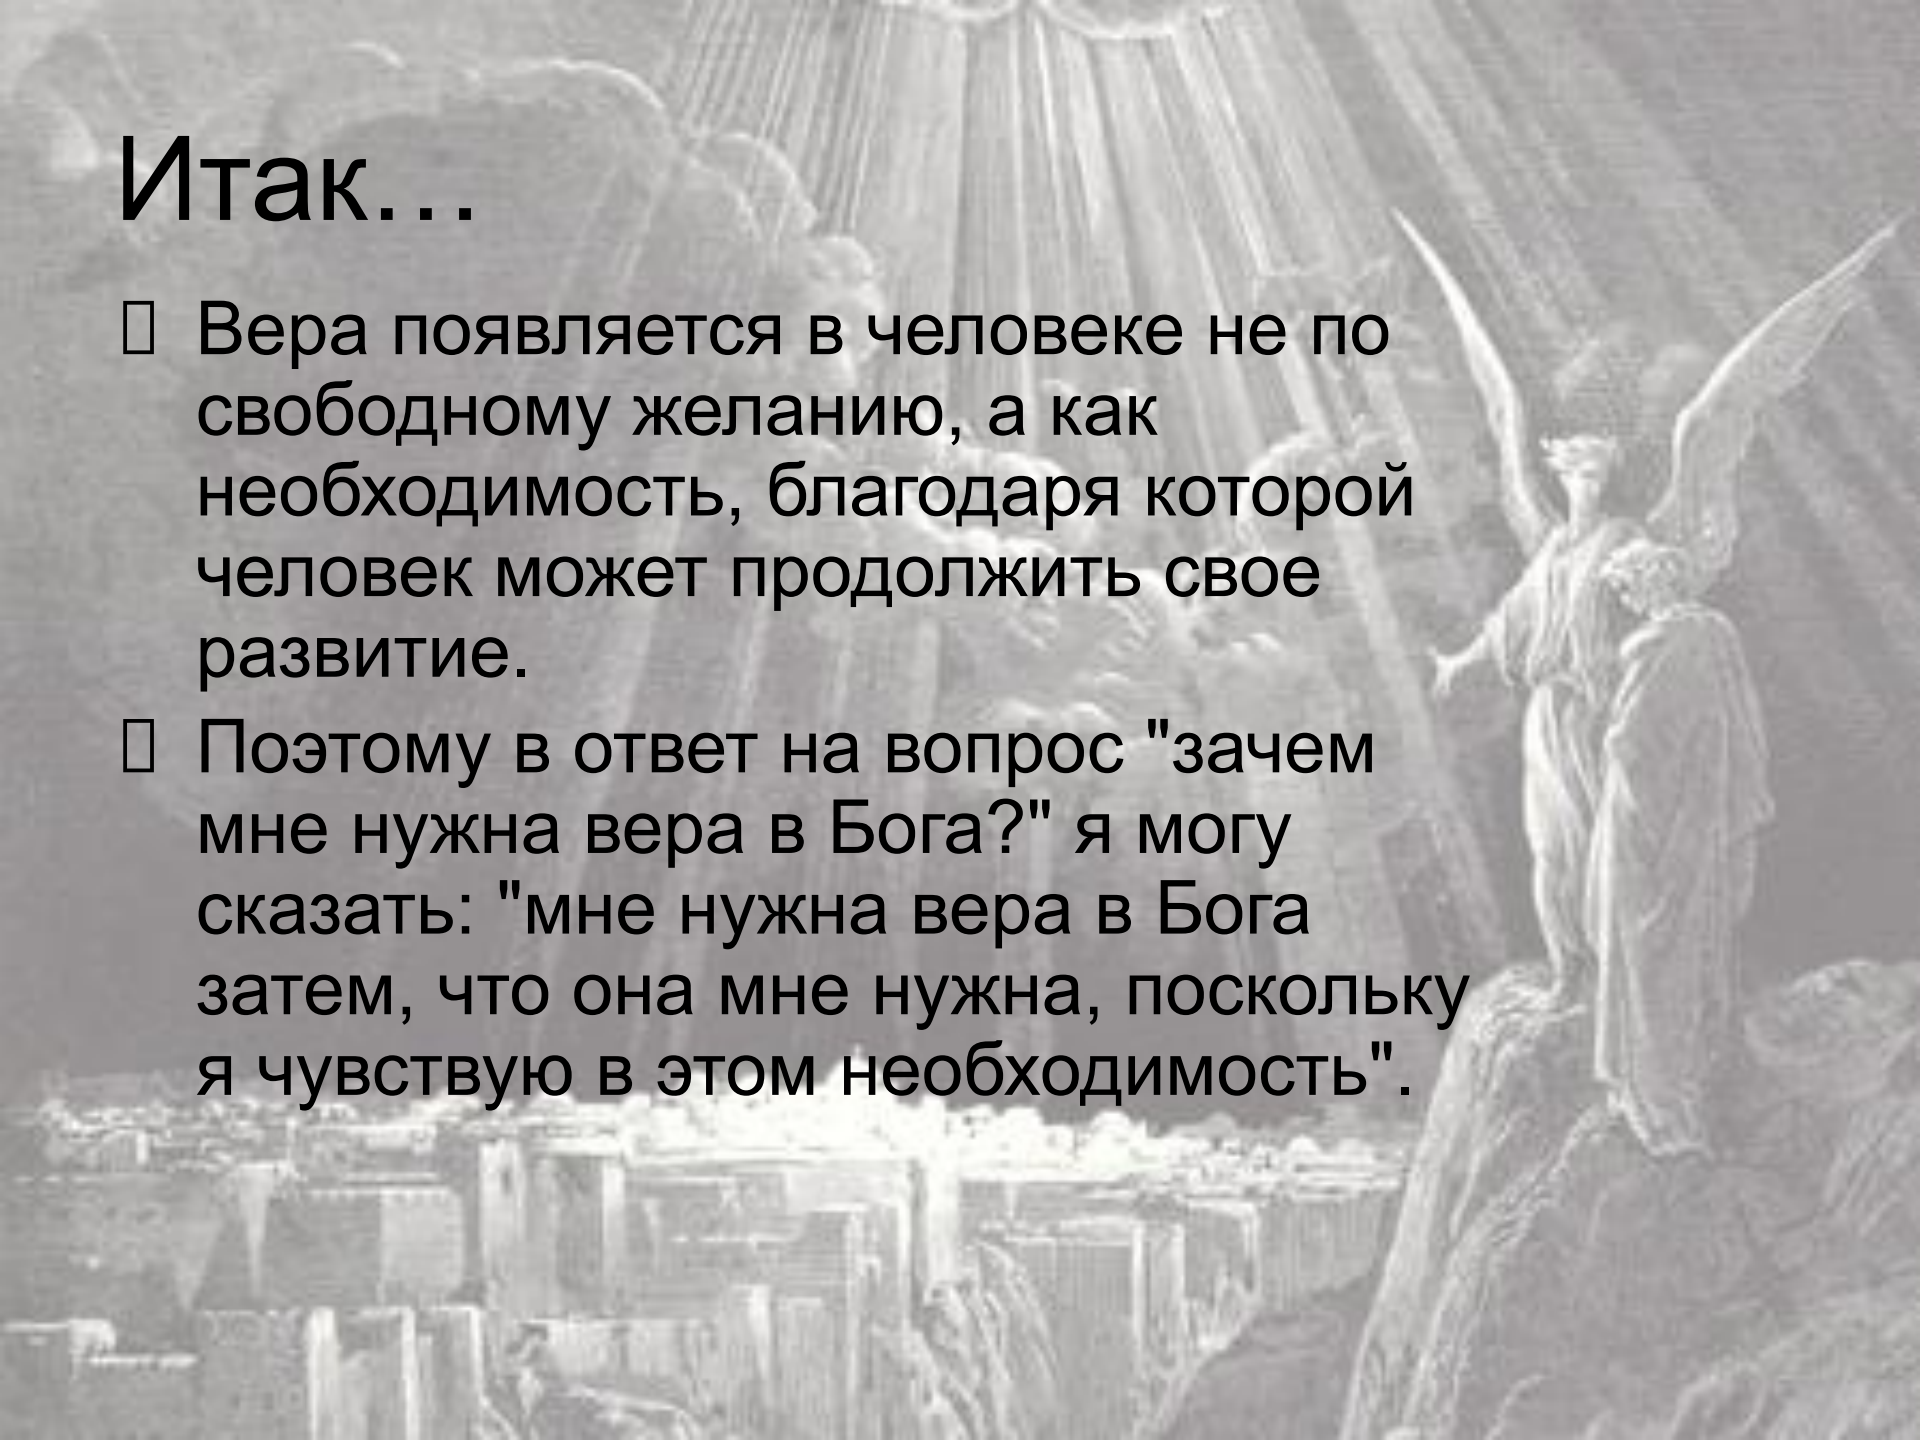 Итак…
Вера появляется в человеке не по
свободному желанию, а как
необходимость, благодаря которой
человек может продолжить свое
развитие.
Поэтому в ответ на вопрос "зачем
мне нужна вера в Бога?" я могу
сказать: "мне нужна вера в Бога
затем, что она мне нужна, поскольку
я чувствую в этом необходимость".